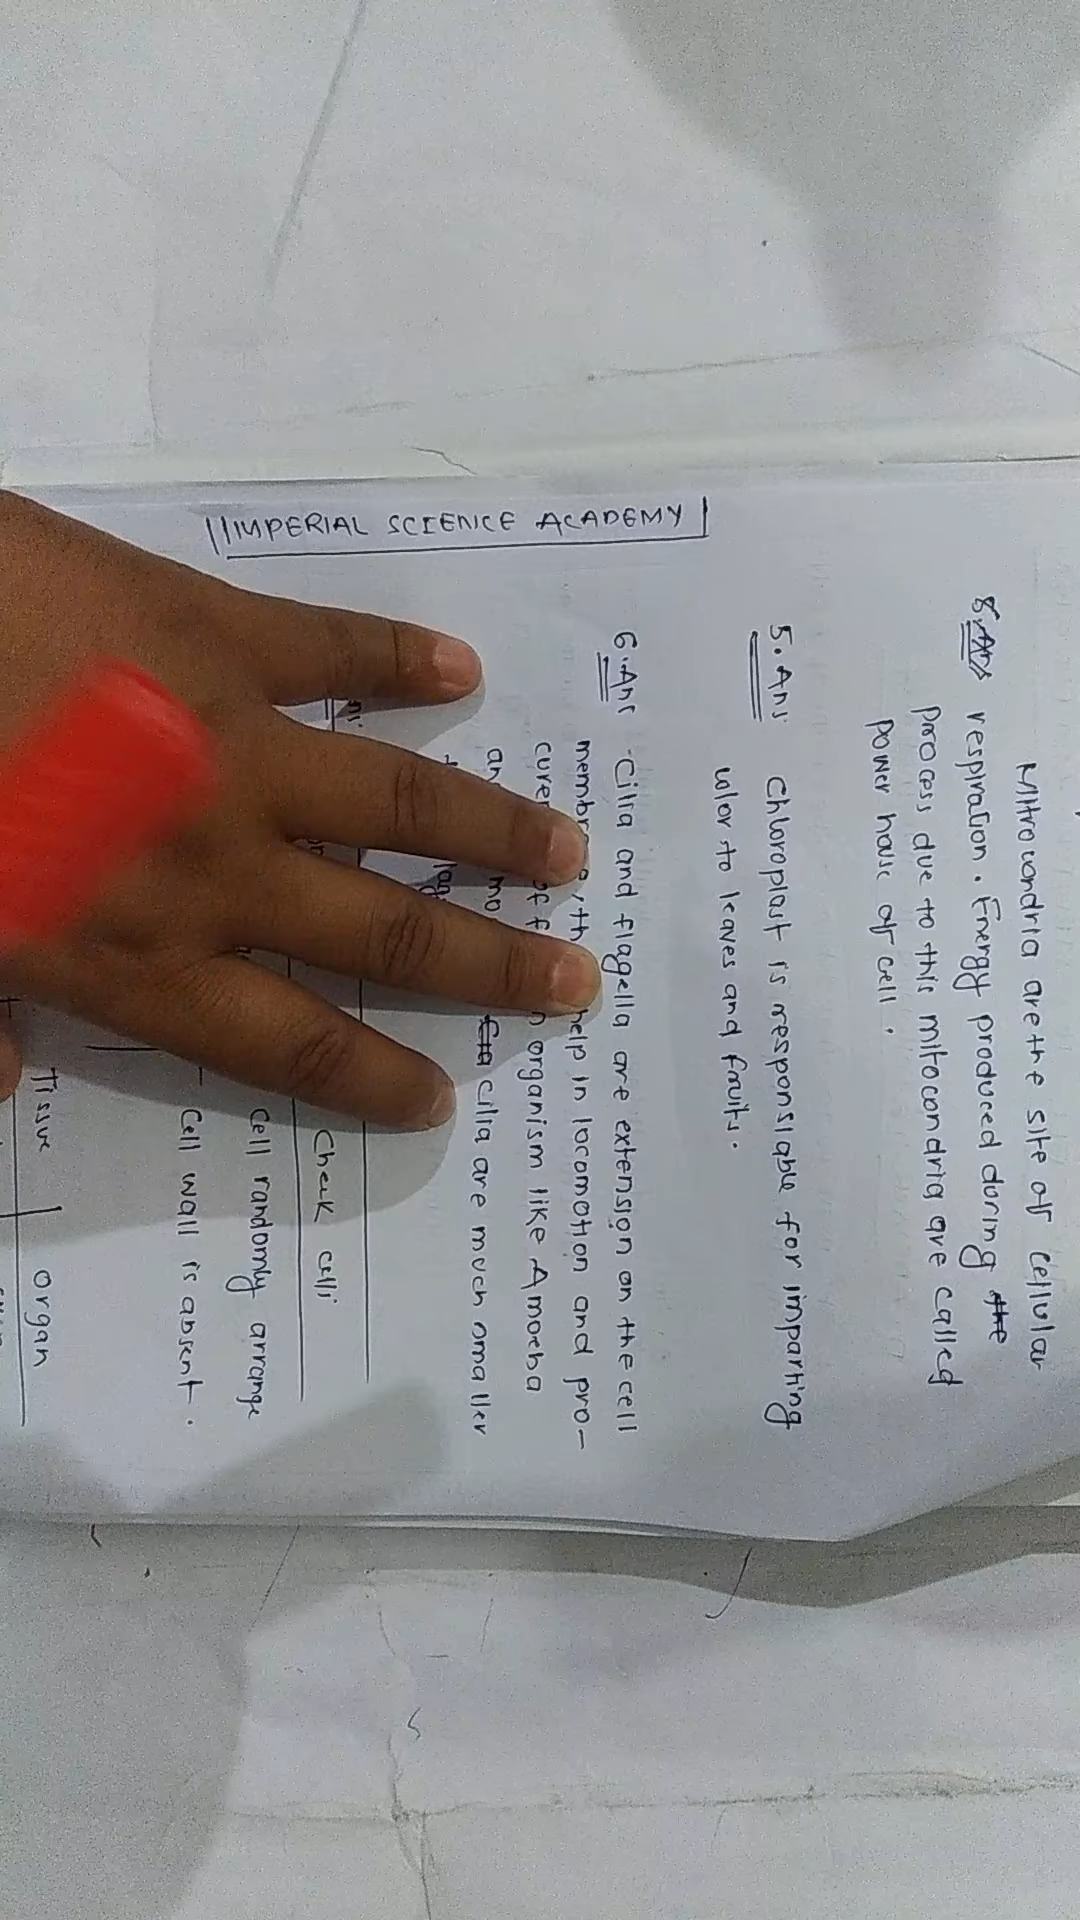 IMPERIAL SCIENCE ACADEMY
Mitrocondria are the site of cellular
8.Ans respiration. Energy produced during the
process due to this mitocondria are called
power house of cell.
5. Ans Chloroplast is responsiable for imparting
color to leaves and fruits.
6. Ans - Cilia and flagella are extension on the cell
help in locomotion and pro-
organism like Amoeba
cilia are much smaller
Cheek cells
Cell randomly arrange
- Cell wall is absent.
Tissue organ